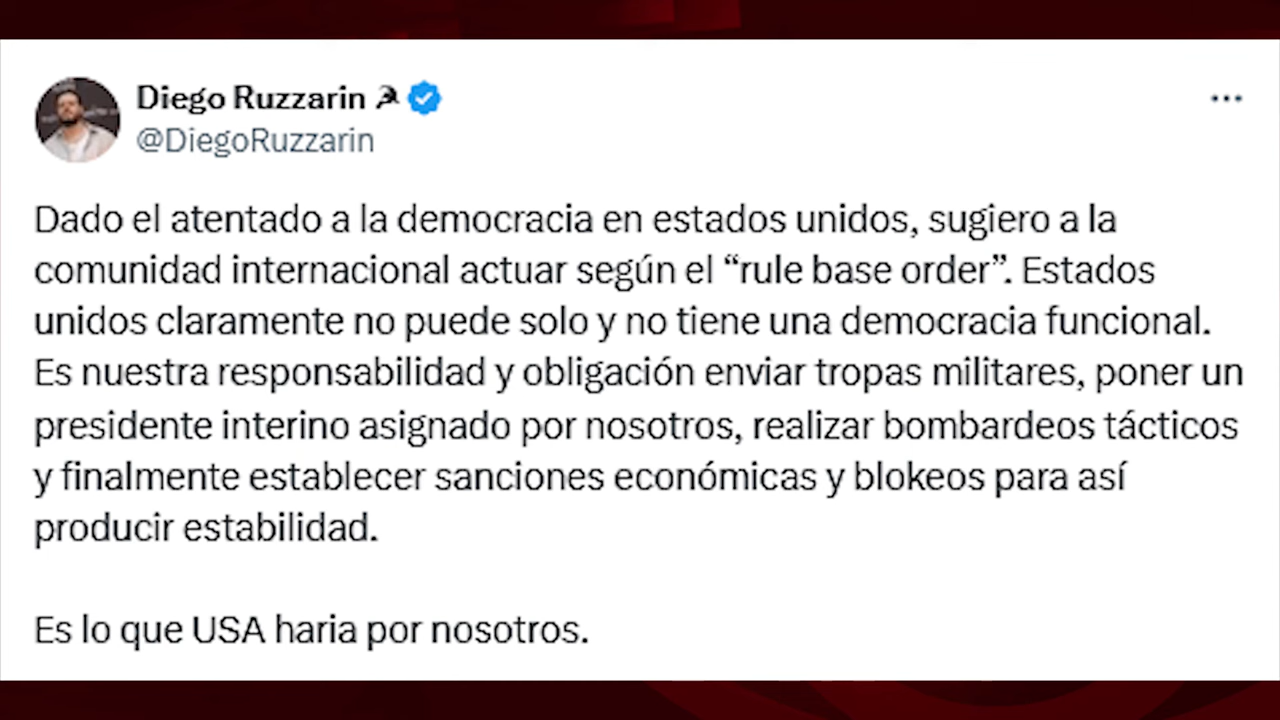 Diego Ruzzarin ☭
@DiegoRuzzarin
Dado el atentado a la democracia en estados unidos, sugiero a la
comunidad internacional actuar según el “rule base order”. Estados
unidos claramente no puede solo y no tiene una democracia funcional.
Es nuestra responsabilidad y obligación enviar tropas militares, poner un
presidente interino asignado por nosotros, realizar bombardeos tácticos
y finalmente establecer sanciones económicas y blokeos para así
producir estabilidad.
Es lo que USA haria por nosotros.